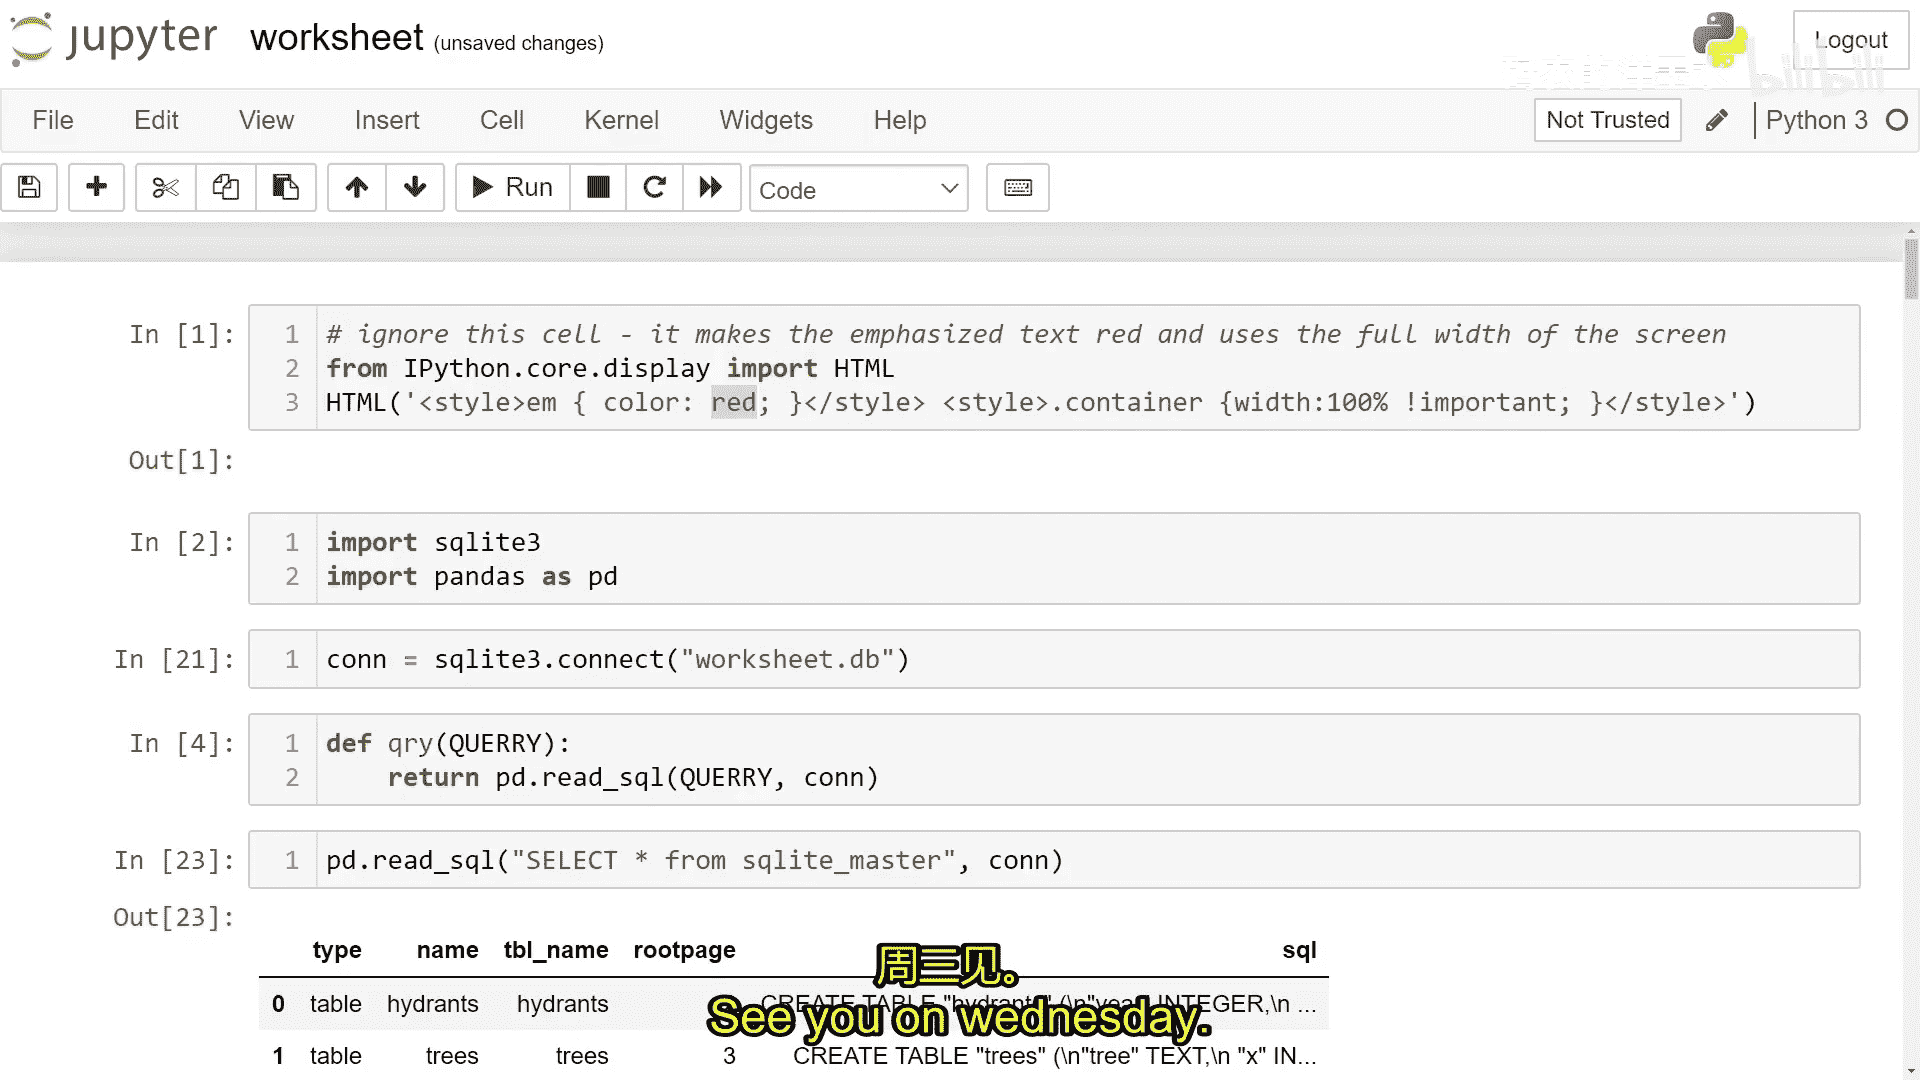 jupyter worksheet (unsaved changes)
Logout
bilibili
File Edit View Insert Cell Kernel Widgets Help
Not Trusted
Python 3
Run
Code
In [1]:
1 # ignore this cell - it makes the emphasized text red and uses the full width of the screen
2 from IPython.core.display import HTML
3 HTML('<style>em { color: red; }</style> <style>.container {width:100% !important; }</style>')
Out[1]:
In [2]:
1 import sqlite3
2 import pandas as pd
In [21]:
1 conn = sqlite3.connect("worksheet.db")
In [4]:
1 def qry(QUERRY):
2 return pd.read_sql(QUERRY, conn)
In [23]:
1 pd.read_sql("SELECT * from sqlite_master", conn)
Out[23]:
type name tbl_name rootpage sql
0 table hydrants hydrants CREATE TABLE "hydrants" (\n"year" INTEGER,\n ...
1 table trees trees 3 CREATE TABLE "trees" (\n"tree" TEXT,\n "x" IN...
周三见。
See you on wednesday.